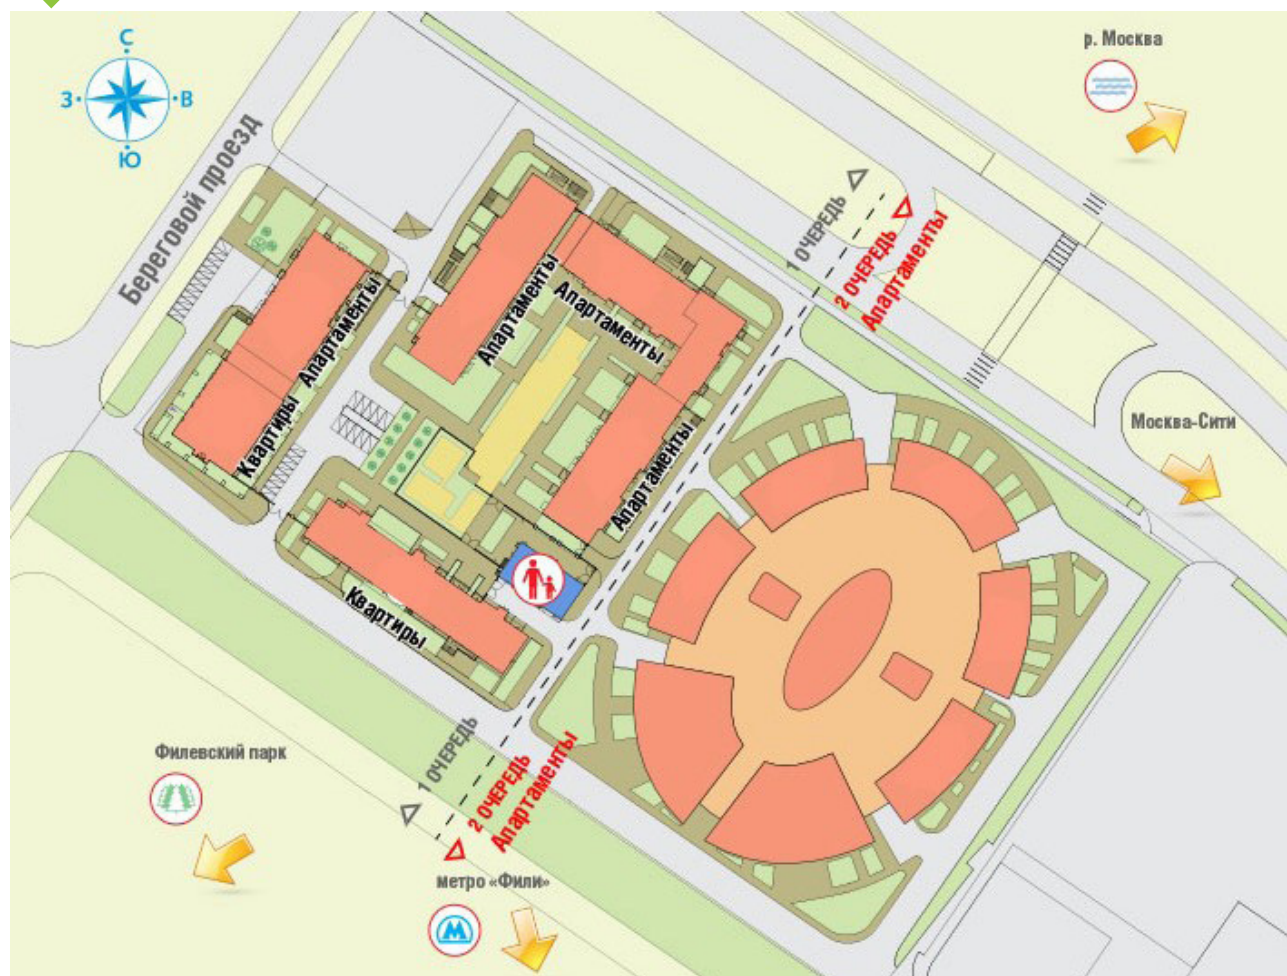 С
З
В
Ю
р. Москва
Береговой проезд
1 ОЧЕРЕДЬ
2 ОЧЕРЕДЬ
Апартаменты
Апартаменты
Апартаменты
Апартаменты
Квартиры
Апартаменты
Квартиры
Москва-Сити
1 ОЧЕРЕДЬ
2 ОЧЕРЕДЬ
Апартаменты
Филевский парк
метро «Фили»
М